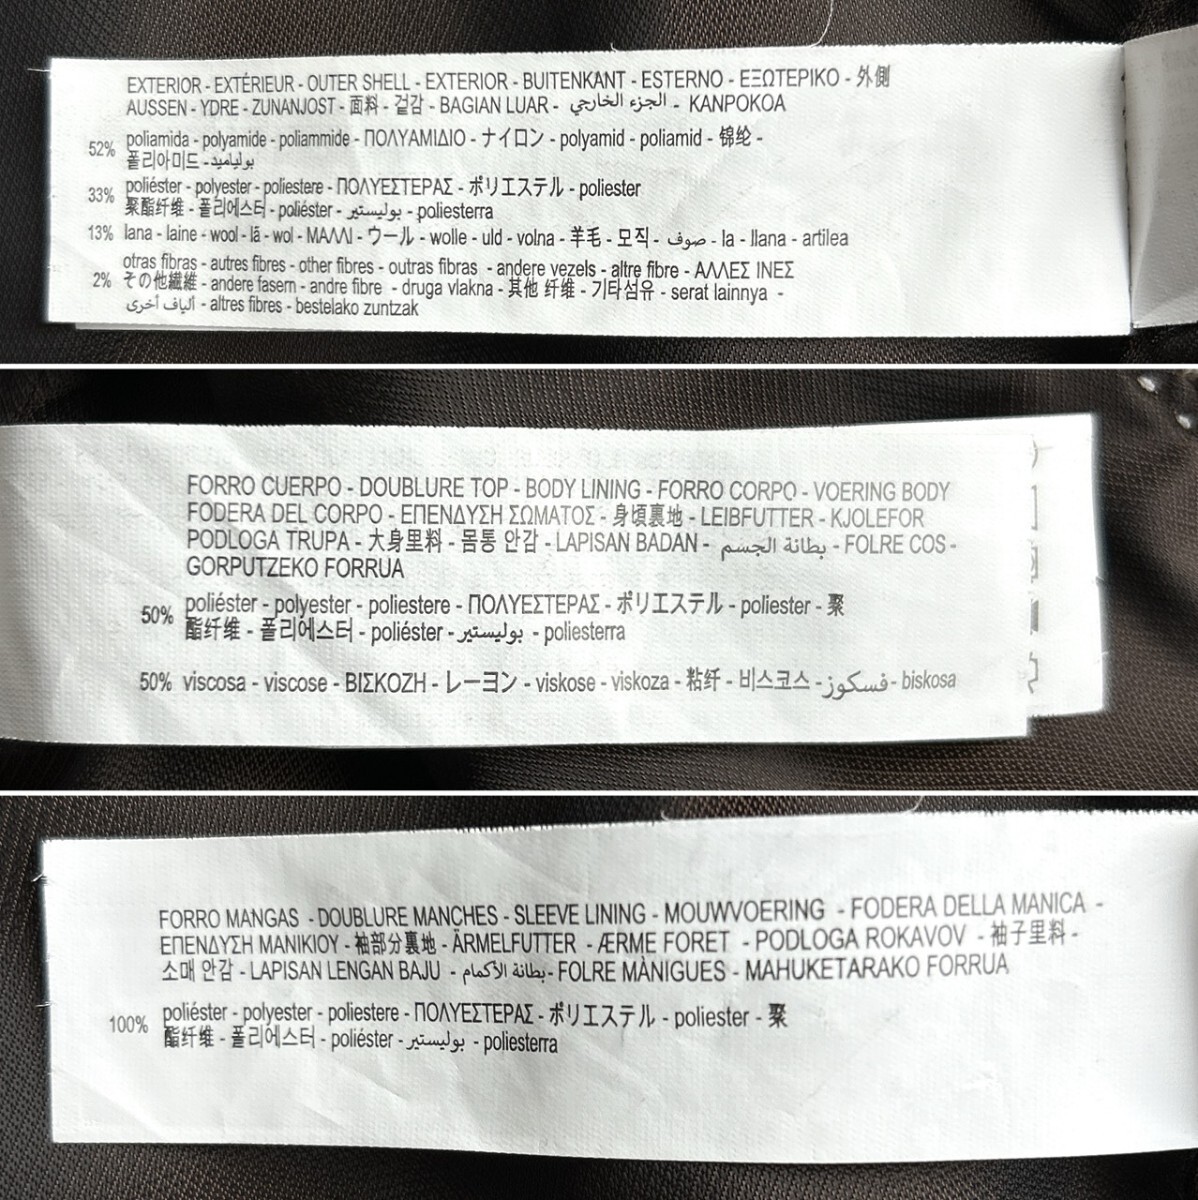 EXTERIOR - EXTÉRIEUR - OUTER SHELL - EXTERIOR - BUITENKANT - ESTERNO - ΕΞΩΤΕΡΙΚΟ - 外側
AUSSEN - YDRE - ZUNANJOST - 面料 - 겉감 - BAGIAN LUAR - الجزء الخارجي - KANPOKOA
52% poliamida - polyamide - poliammide - ΠΟΛΥΑΜΙΔΙΟ - ナイロン - polyamid - poliamid - 锦纶 -
폴리아미드 - بولياميد
33% poliéster - polyester - poliestere - ΠΟΛΥΕΣΤΕΡΑΣ - ポリエステル - poliester
聚酯纤维 - 폴리에스터 - poliéster - بوليستير - poliesterra
13% lana - laine - wool - lã - wol - ΜΑΛΛΙ - ウール - wolle - uld - volna - 羊毛 - 모직 - صوف - la - llana - artilea
otras fibras - autres fibres - other fibres - outras fibras - andere vezels - altre fibre - ΑΛΛΕΣ ΙΝΕΣ
2% その他繊維 - andere fasern - andre fibre - druga vlakna - 其他 纤维 - 기타섬유 - serat lainnya -
ألياف أخرى - altres fibres - bestelako zuntzak
FORRO CUERPO - DOUBLURE TOP - BODY LINING - FORRO CORPO - VOERING BODY
FODERA DEL CORPO - ΕΠΕΝΔΥΣΗ ΣΩΜΑΤΟΣ - 身頃裏地 - LEIBFUTTER - KJOLEFOR
PODLOGA TRUPA - 大身里料 - 몸통 안감 - LAPISAN BADAN - بطانة الجسم - FOLRE COS -
GORPUTZEKO FORRUA
50% poliéster - polyester - poliestere - ΠΟΛΥΕΣΤΕΡΑΣ - ポリエステル - poliester - 聚
酯纤维 - 폴리에스터 - poliéster - بوليستير - poliesterra
50% viscosa - viscose - ΒΙΣΚΟΖΗ - レーヨン - viskose - viskoza - 粘纤 - 비스코스 - فسكوز - biskosa
FORRO MANGAS - DOUBLURE MANCHES - SLEEVE LINING - MOUWVOERING - FODERA DELLA MANICA -
ΕΠΕΝΔΥΣΗ ΜΑΝΙΚΙΟΥ - 袖部分裏地 - ÄRMELFUTTER - ÆRME FORET - PODLOGA ROKAVOV - 袖子里料 -
소매 안감 - LAPISAN LENGAN BAJU - بطانة الأكمام - FOLRE MÀNIGUES - MAHUKETARAKO FORRUA
100% poliéster - polyester - poliestere - ΠΟΛΥΕΣΤΕΡΑΣ - ポリエステル - poliester - 聚
酯纤维 - 폴리에스터 - poliéster - بوليستير - poliesterra